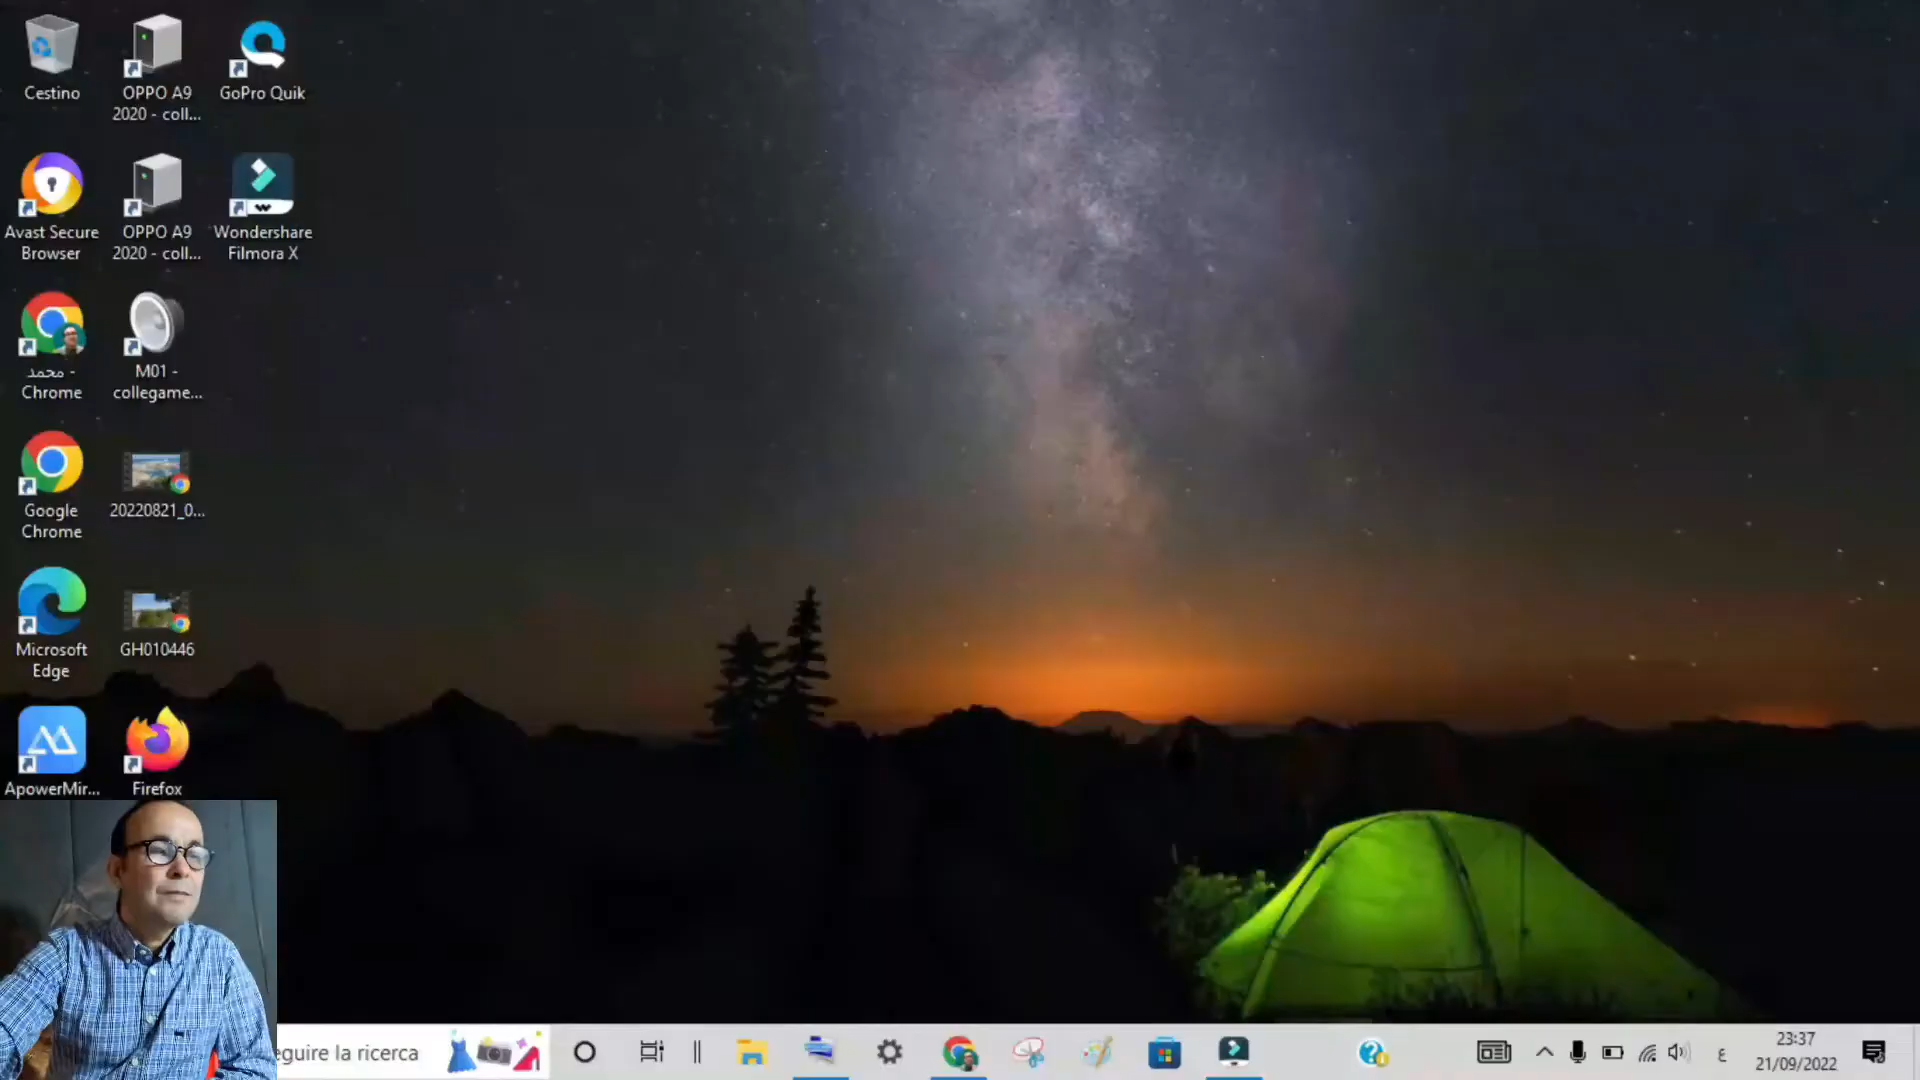 Cestino
OPPO A9
2020 - coll...
GoPro Quik
Avast Secure
Browser
OPPO A9
2020 - coll...
Wondershare
Filmora X
محمد -
Chrome
M01 -
collegame...
Google
Chrome
20220821_0...
Microsoft
Edge
GH010446
ApowerMir...
Firefox
eguire la ricerca
ع
23:37
21/09/2022